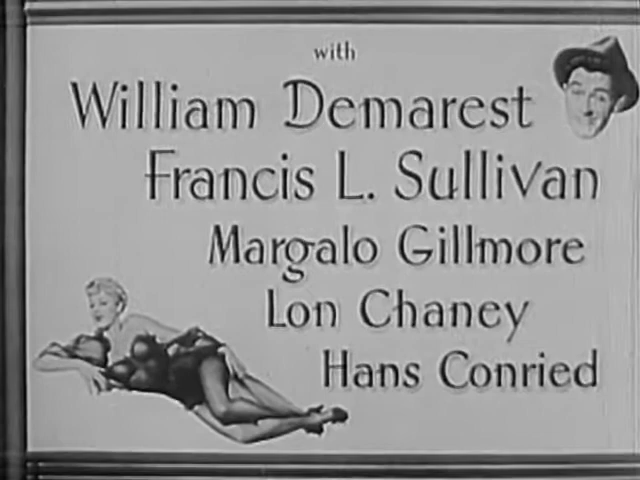 with
William Demarest
Francis L. Sullivan
Margalo Gillmore
Lon Chaney
Hans Conried